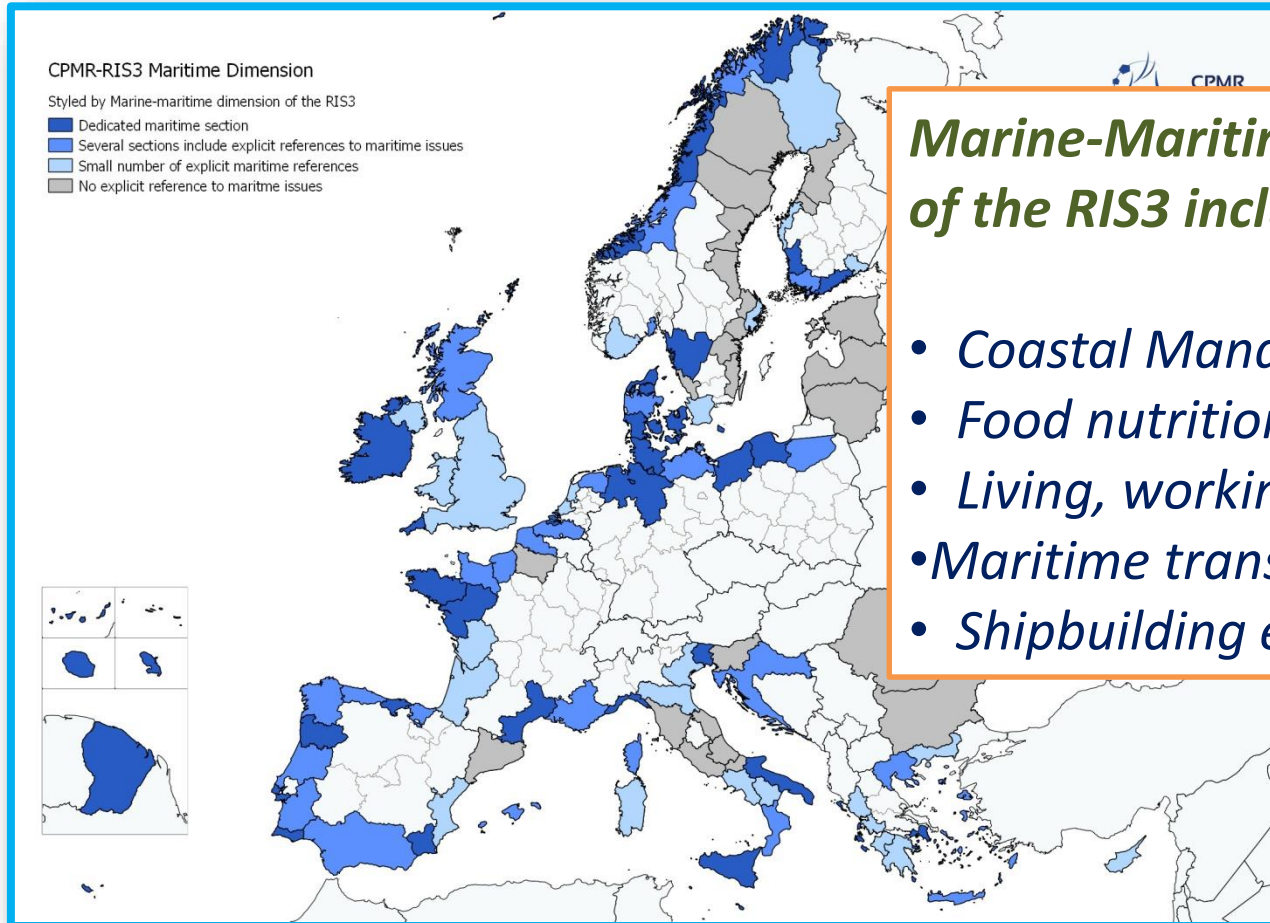 CPMR-RIS3 Maritime Dimension
Styled by Marine-maritime dimension of the RIS3
Dedicated maritime section
Several sections include explicit references to maritime issues
Small number of explicit maritime references
No explicit reference to maritme issues
CPMR
Marine-Maritin
of the RIS3 incl
• Coastal Mana
• Food nutrition
• Living, workin
•Maritime trans
• Shipbuilding e